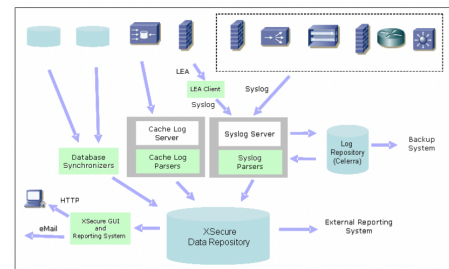 LEA
LEA Client
Syslog
Syslog
Cache Log
Server
Cache Log
Parsers
Syslog Server
Syslog
Parsers
Log
Repository
(Celerra)
Backup
System
Database
Synchronizers
HTTP
eMail
XSecure GUI
and
Reporting System
XSecure
Data Repository
External Reporting
System